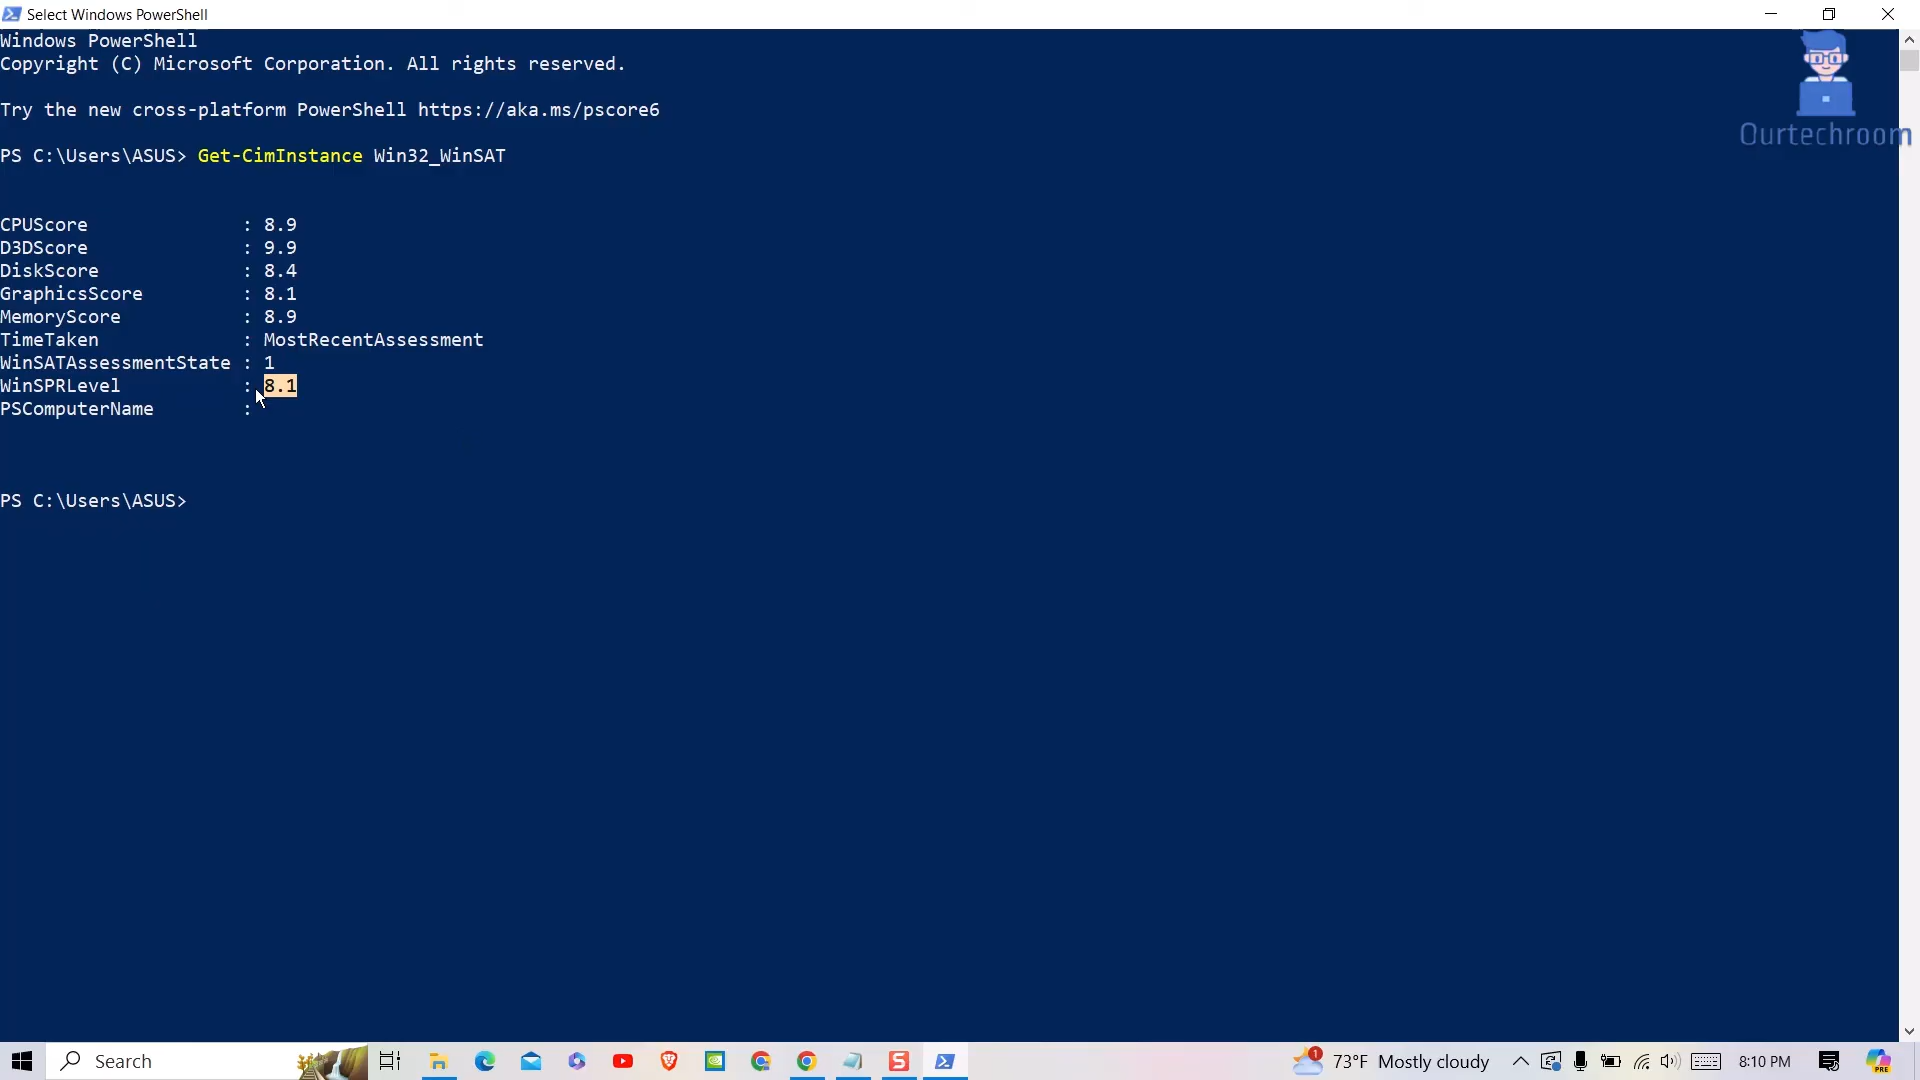 Select Windows PowerShell
Windows PowerShell
Copyright (C) Microsoft Corporation. All rights reserved.
Try the new cross-platform PowerShell https://aka.ms/pscore6
PS C:\Users\ASUS> Get-CimInstance Win32_WinSAT
CPUScore : 8.9
D3DScore : 9.9
DiskScore : 8.4
GraphicsScore : 8.1
MemoryScore : 8.9
TimeTaken : MostRecentAssessment
WinSATAssessmentState : 1
WinSPRLevel : 8.1
PSComputerName :
PS C:\Users\ASUS>
Ourtechroom
Search
1
73°F Mostly cloudy
8:10 PM
PRE